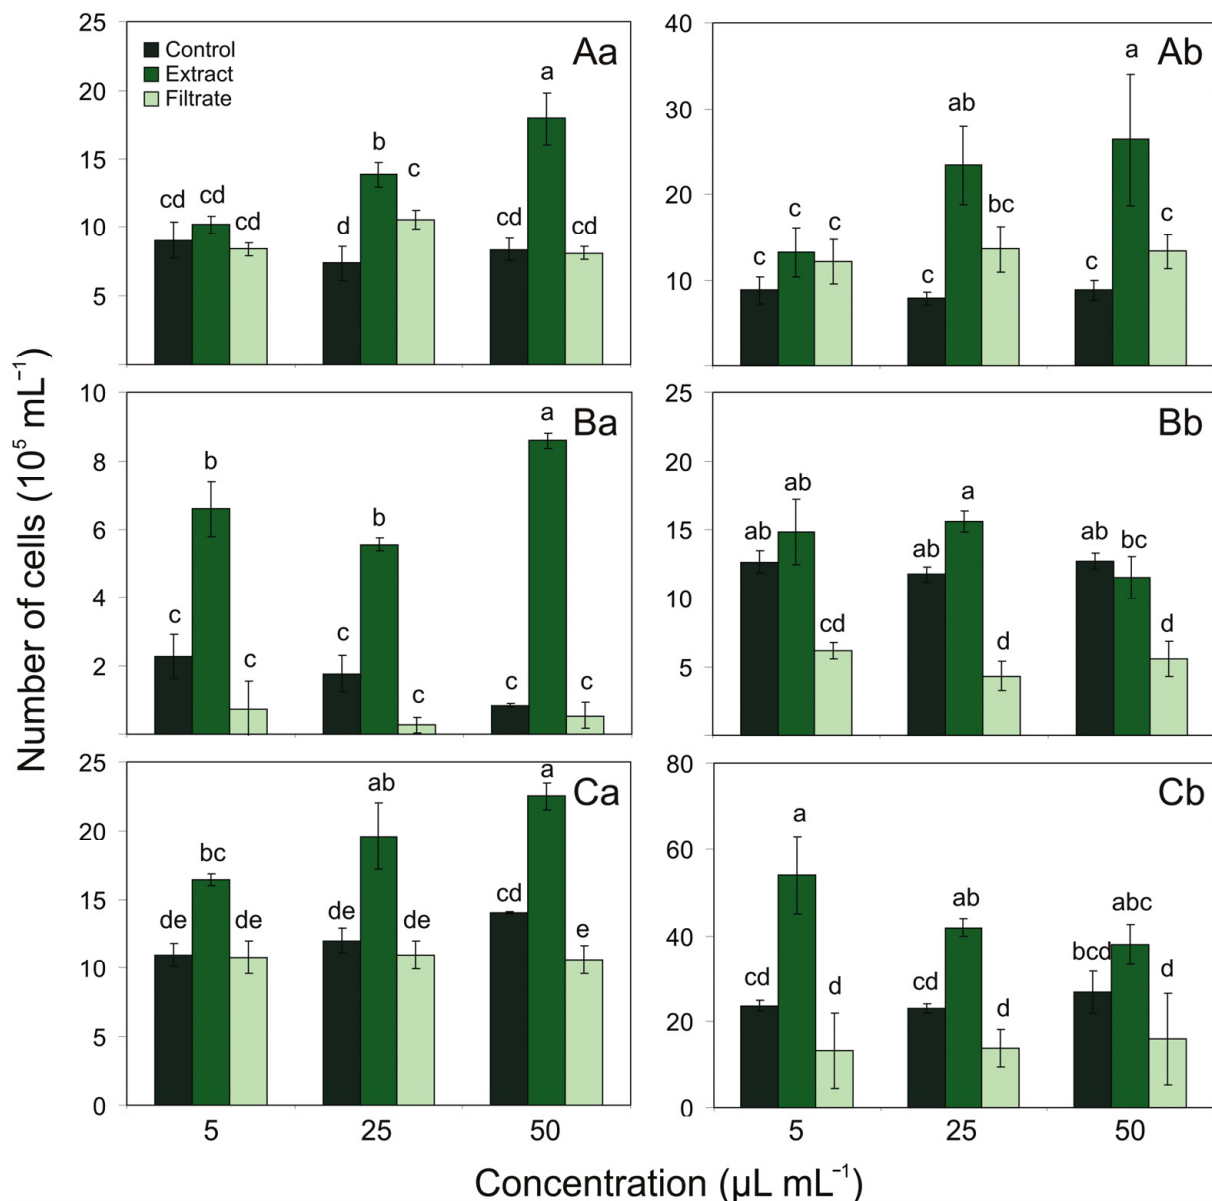 Number of cells (10⁵ mL⁻¹)
Aa
Control
Extract
Filtrate
25
20
15
10
5
cd cd cd
d b c
cd a cd
Ab
40
30
20
10
c c c
c ab bc
c a c
Ba
10
8
6
4
2
c b c
c b c
c a c
Bb
25
20
15
10
5
ab ab cd
ab a d
ab bc d
Ca
25
20
15
10
5
0
de bc de
de ab de
cd a e
5 25 50
Cb
80
60
40
20
0
cd a d
cd ab d
bcd abc d
5 25 50
Concentration (µL mL⁻¹)